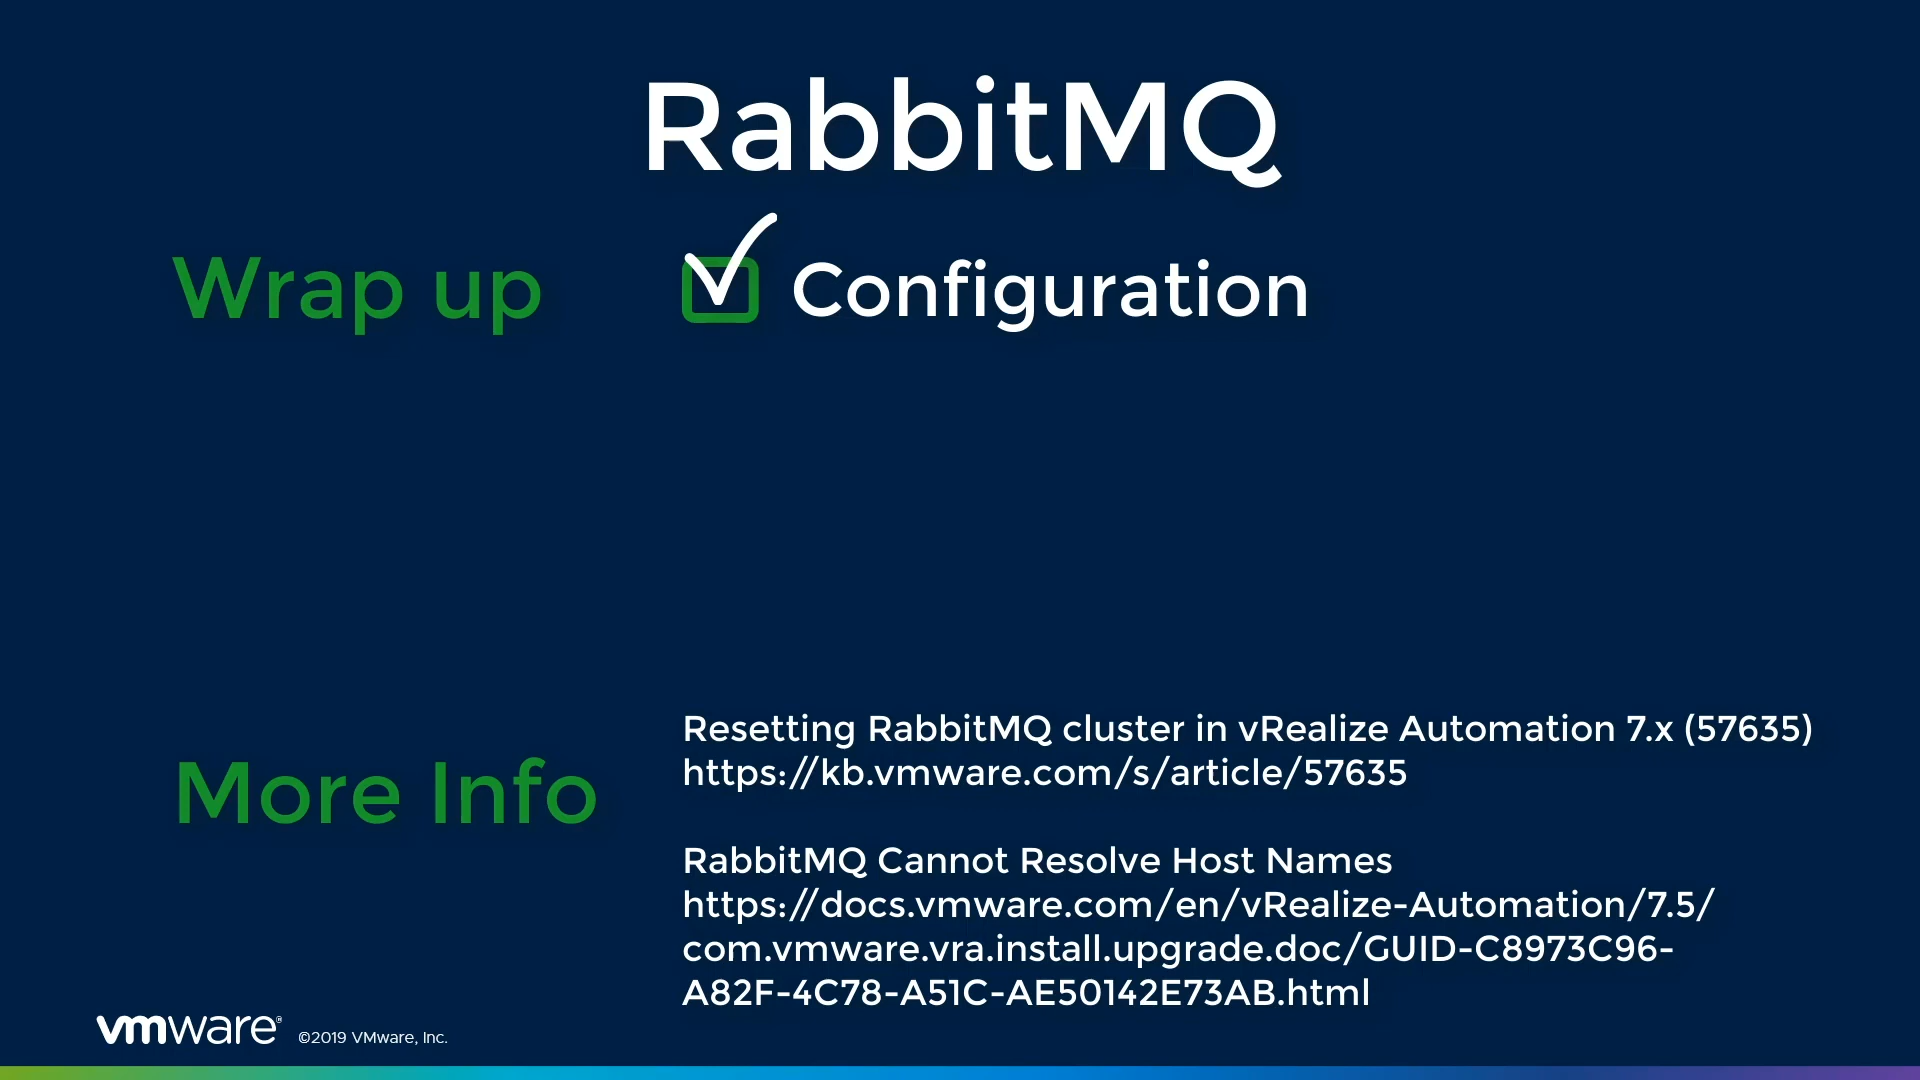 RabbitMQ
Wrap up
Configuration
More Info
Resetting RabbitMQ cluster in vRealize Automation 7.x (57635)
https://kb.vmware.com/s/article/57635
RabbitMQ Cannot Resolve Host Names
https://docs.vmware.com/en/vRealize-Automation/7.5/
com.vmware.vra.install.upgrade.doc/GUID-C8973C96-
A82F-4C78-A51C-AE50142E73AB.html
vmware® ©2019 VMware, Inc.